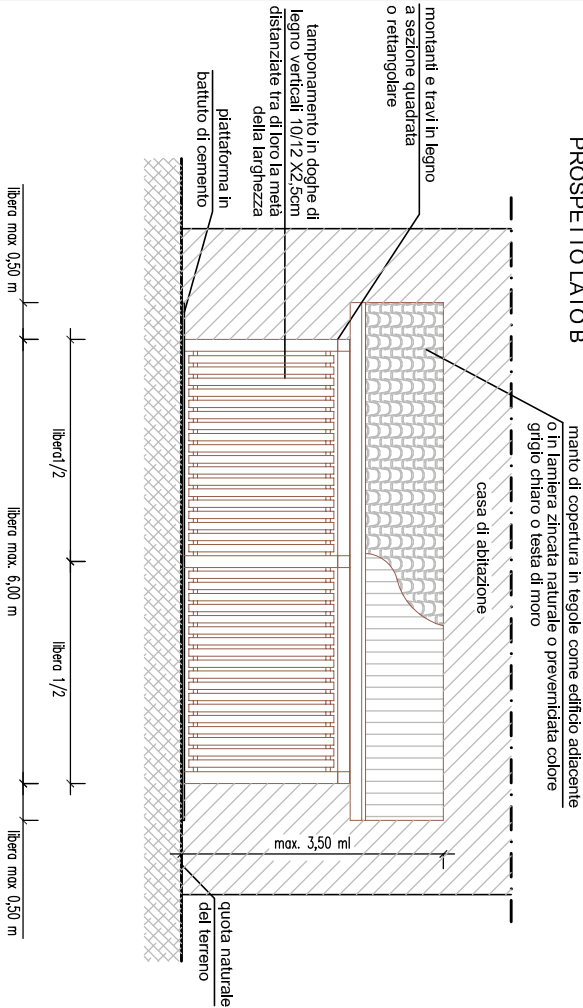 PROSPETTO LATO B
manto di copertura in tegole come edificio adiacente
o in lamiera zincata naturale o preverniciata colore
grigio chiaro o testa di moro
montanti e travi in legno
a sezione quadrata
o rettangolare
casa di abitazione
max. 3,50 ml
tamponamento in doghe di
legno verticali 10/12 X2,5cm
distanziate tra di loro la metà
della larghezza
piattaforma in
battuto di cemento
quota naturale
del terreno
libera1/2
libera 1/2
libera max 0,50 m
libera max. 6,00 m
libera max 0,50 m